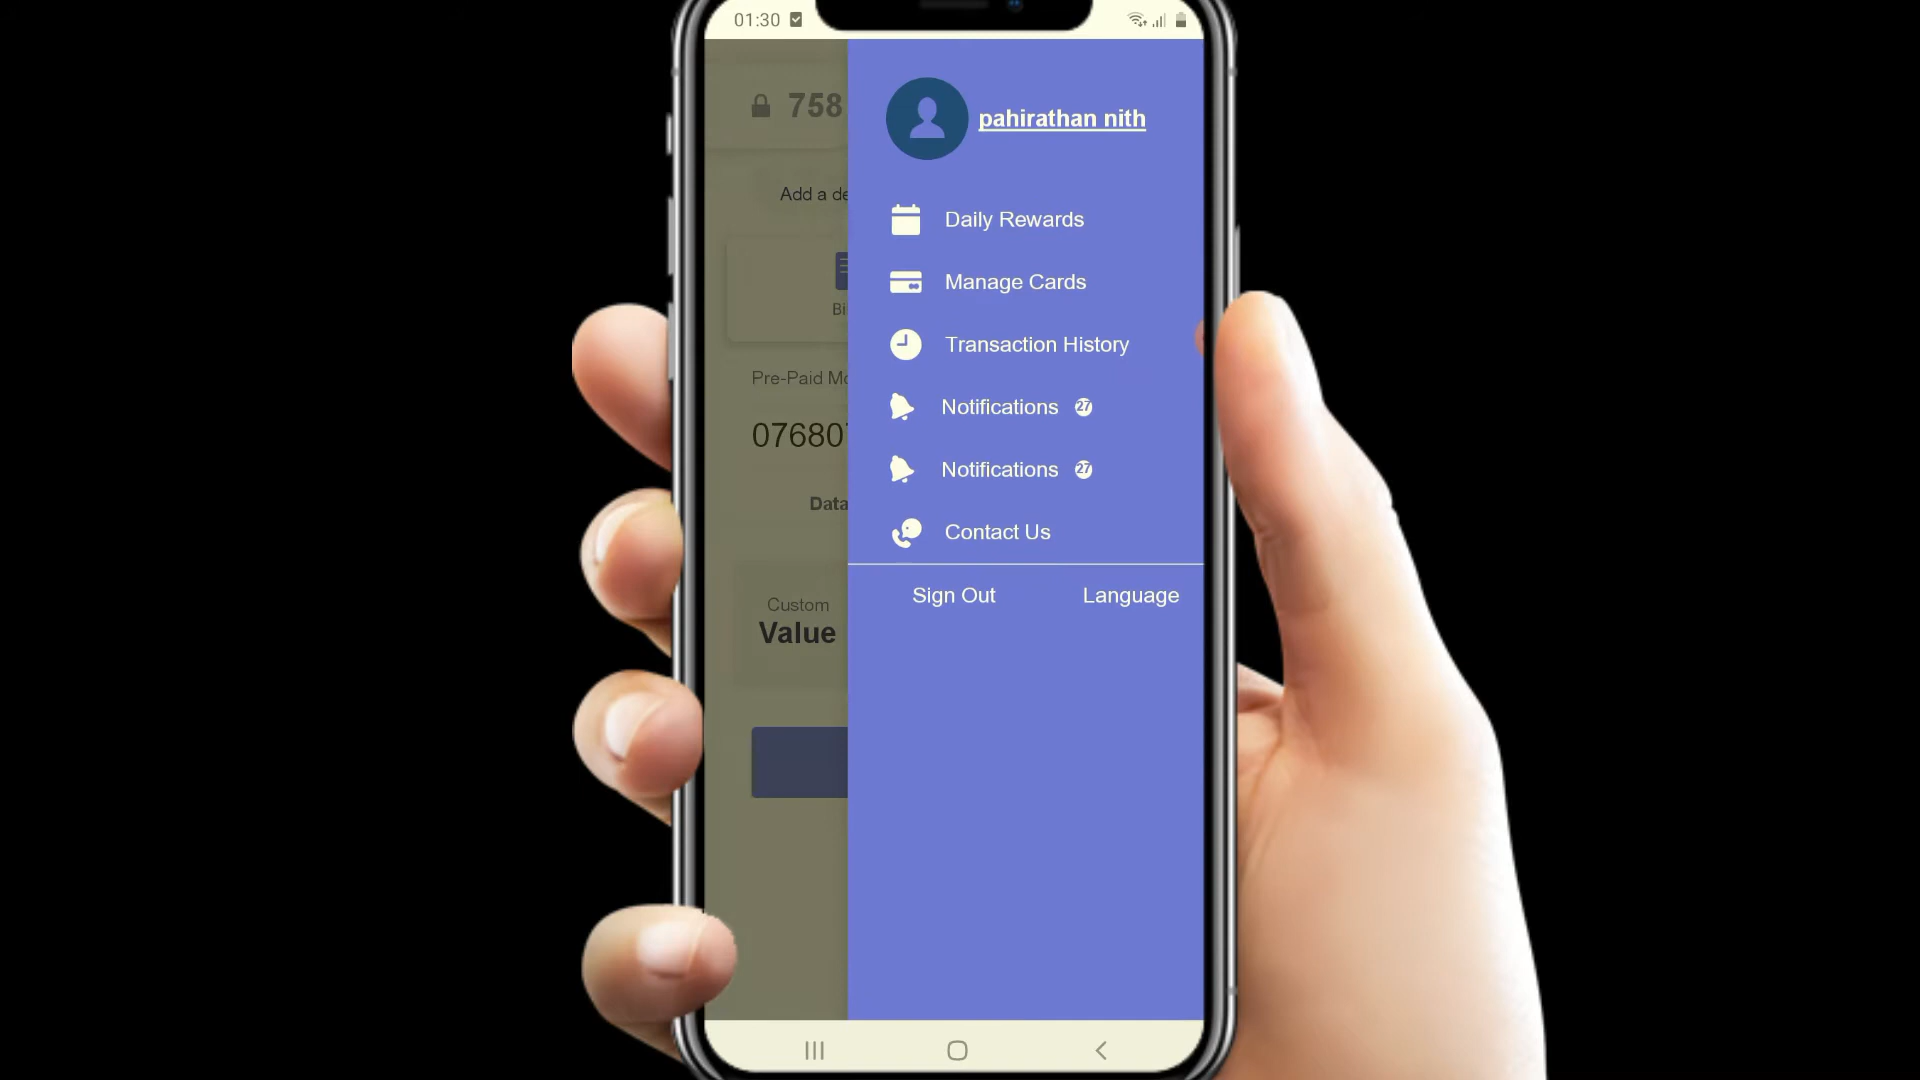 01:30
758
pahirathan nith
Add a de
Daily Rewards
Manage Cards
Bi
Transaction History
Pre-Paid Mo
Notifications 27
07680
Notifications 27
Data
Contact Us
Sign Out Language
Custom
Value